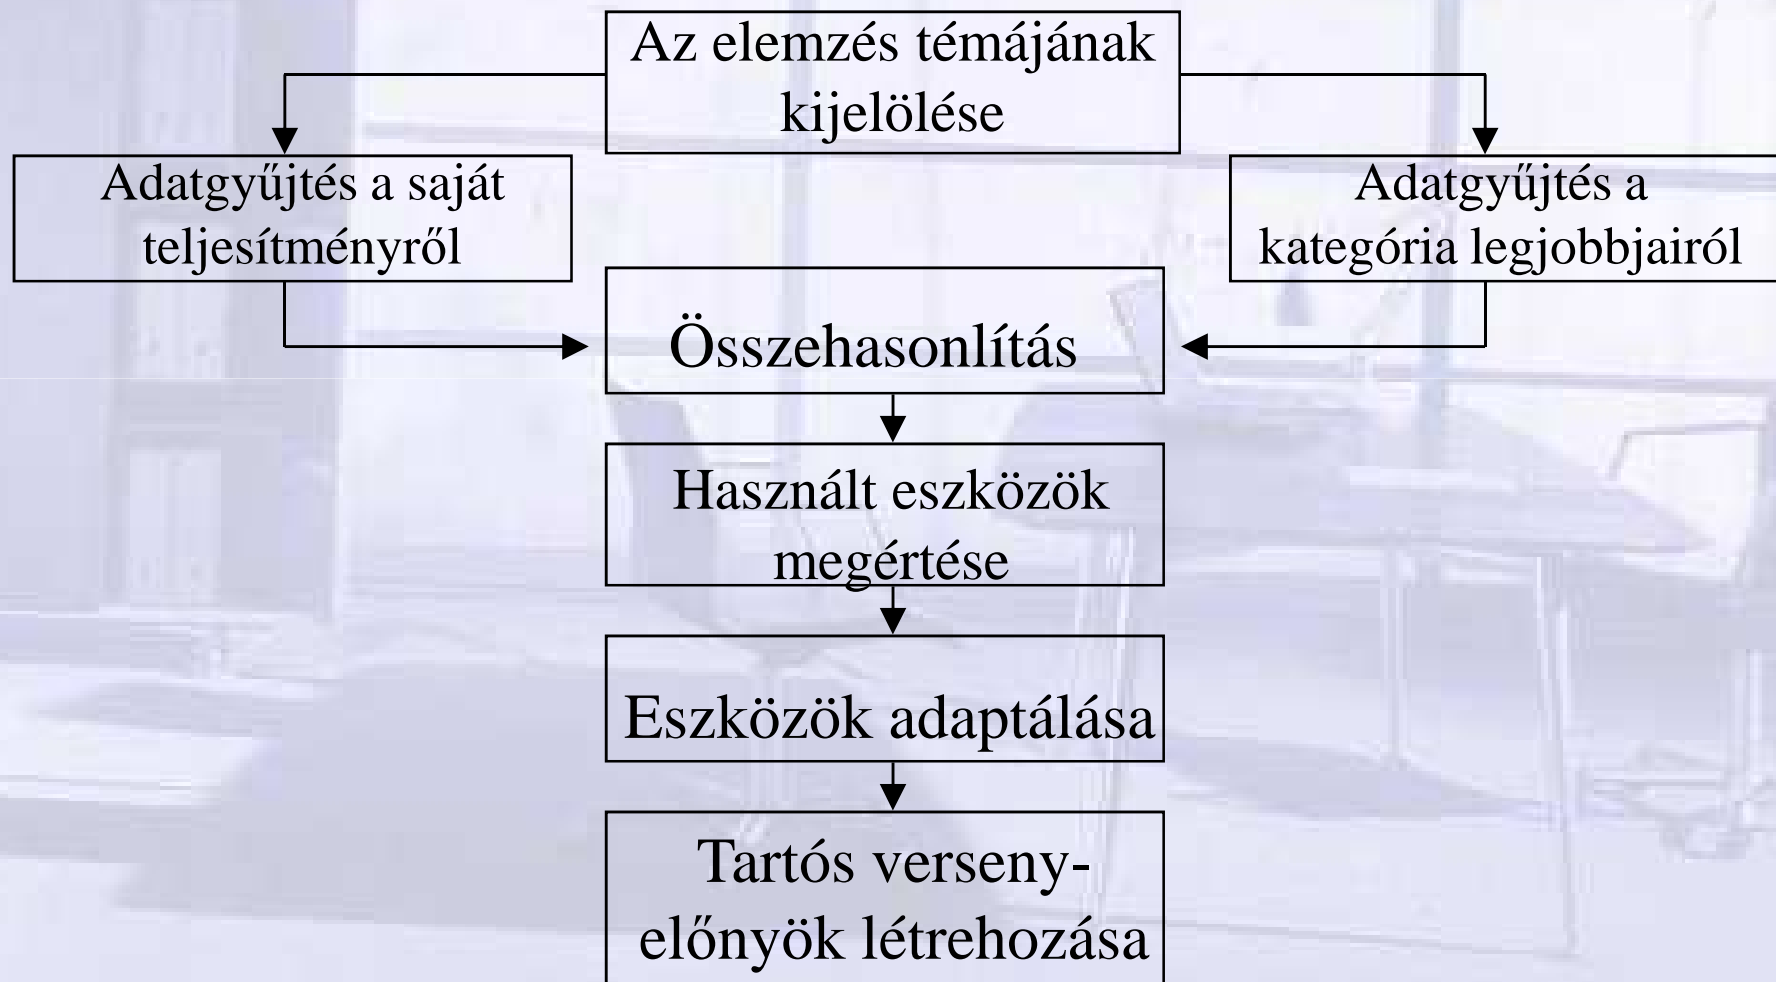 Az elemzés témájának
kijelölése
Adatgyűjtés a saját
teljesítményről
Adatgyűjtés a
kategória legjobbjairól
Összehasonlítás
Használt eszközök
megértése
Eszközök adaptálása
Tartós verseny-
előnyök létrehozása